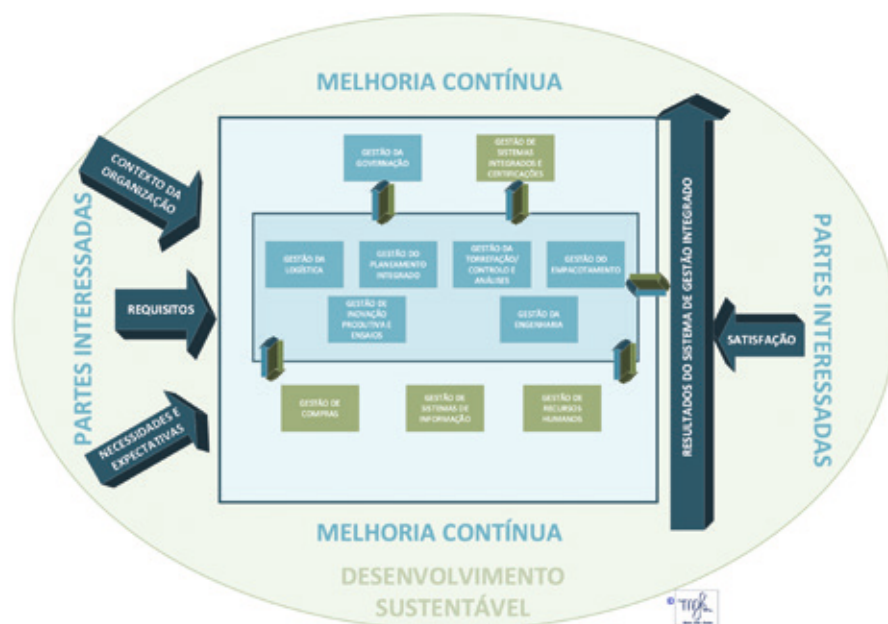 MELHORIA CONTÍNUA
CONTEXTO DA
ORGANIZAÇÃO
PARTES INTERESSADAS
REQUISITOS
NECESSIDADES E
EXPECTATIVAS
GESTÃO DA
GOVERNAÇÃO
GESTÃO DE
SISTEMAS
INTEGRADOS E
CERTIFICAÇÕES
GESTÃO DA
LOGÍSTICA
GESTÃO DO
PLANEAMENTO
INTEGRADO
GESTÃO DA
TORREFAÇÃO/
CONTROLO E
ANÁLISES
GESTÃO DO
EMPACOTAMENTO
GESTÃO DE
INOVAÇÃO
PRODUTIVA E
ENSAIOS
GESTÃO DA
ENGENHARIA
GESTÃO DE
COMPRAS
GESTÃO DE
SISTEMAS DE
INFORMAÇÃO
GESTÃO DE
RECURSOS
HUMANOS
RESULTADOS DO SISTEMA DE GESTÃO INTEGRADO
SATISFAÇÃO
PARTES INTERESSADAS
MELHORIA CONTÍNUA
DESENVOLVIMENTO
SUSTENTÁVEL
©